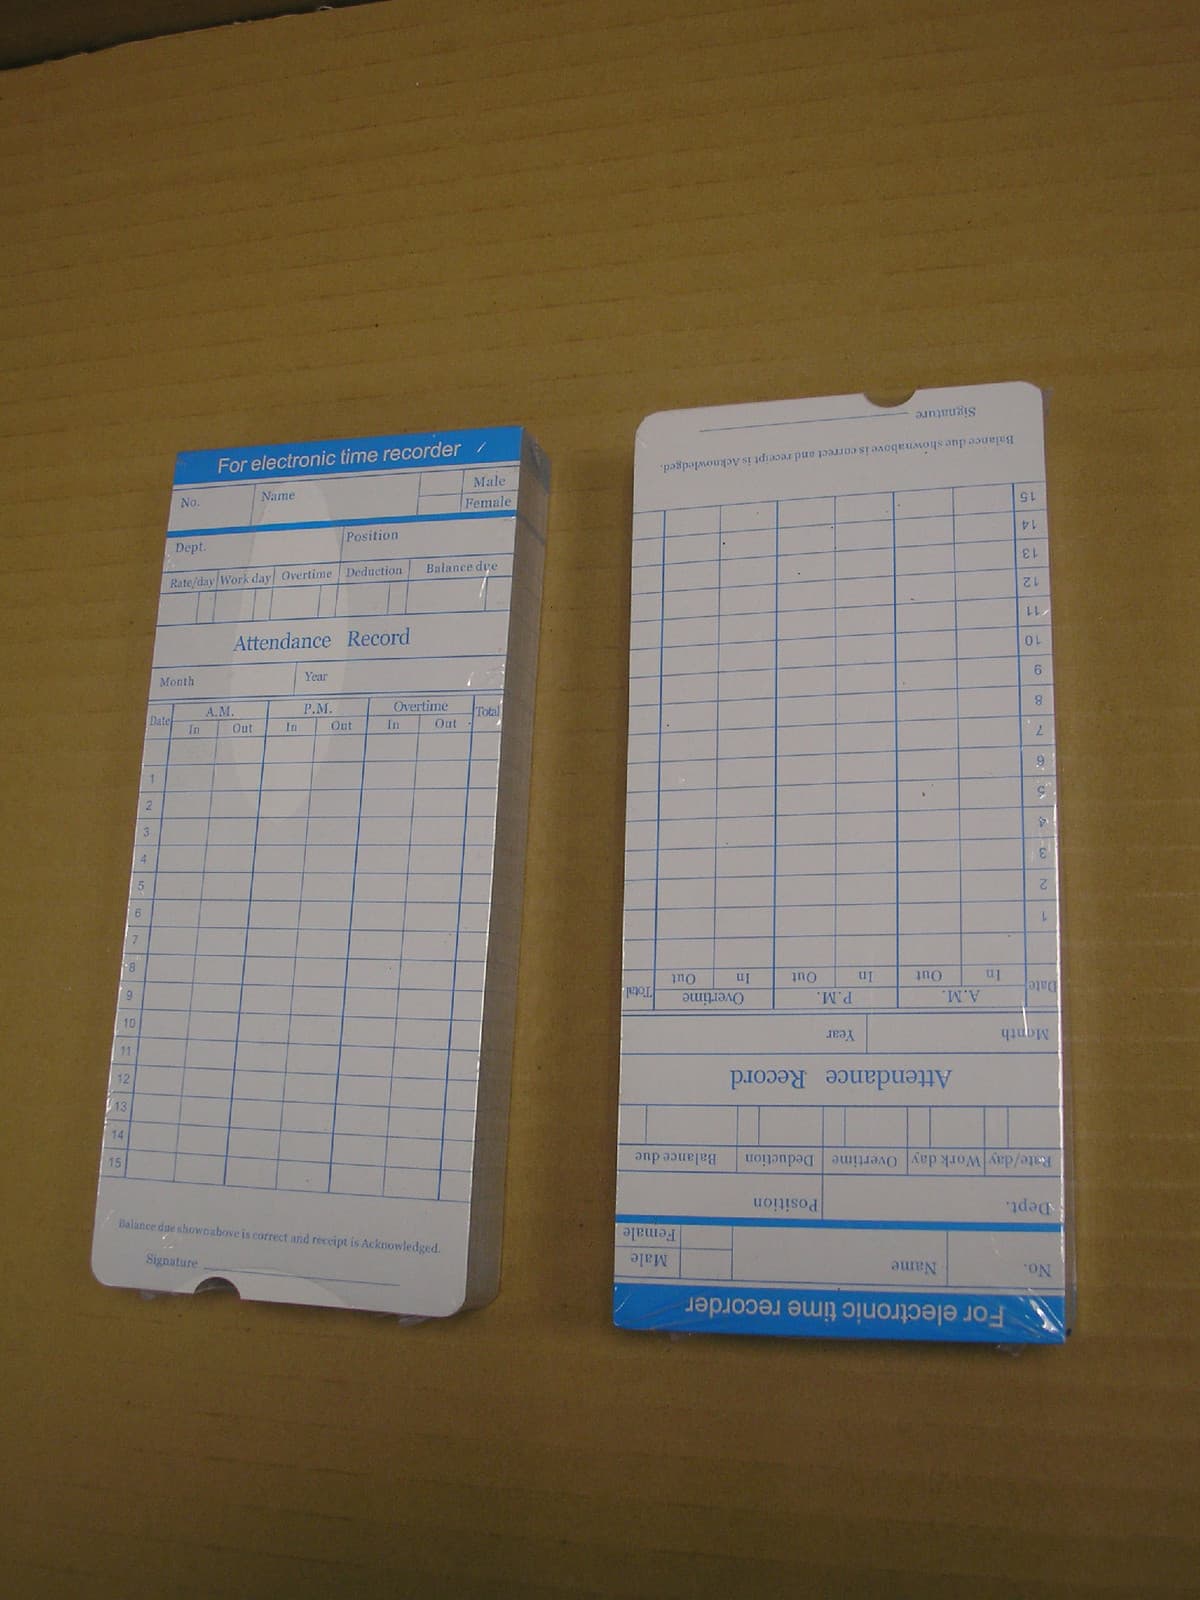 For electronic time recorder
No. Name Male
Female
Dept. Position
Rate/day Work day Overtime Deduction Balance due
Attendance Record
Month Year
Date A.M. P.M. Overtime Total
In Out In Out In Out
1
2
3
4
5
6
7
8
9
10
11
12
13
14
15
Balance due shownabove is correct and receipt is Acknowledged.
Signature
For electronic time recorder
No. Name Male
Female
Dept. Position
Rate/day Work day Overtime Deduction Balance due
Attendance Record
Month Year
Date A.M. P.M. Overtime Total
In Out In Out In Out
1
2
3
4
5
6
7
8
9
10
11
12
13
14
15
Balance due shownabove is correct and receipt is Acknowledged.
Signature